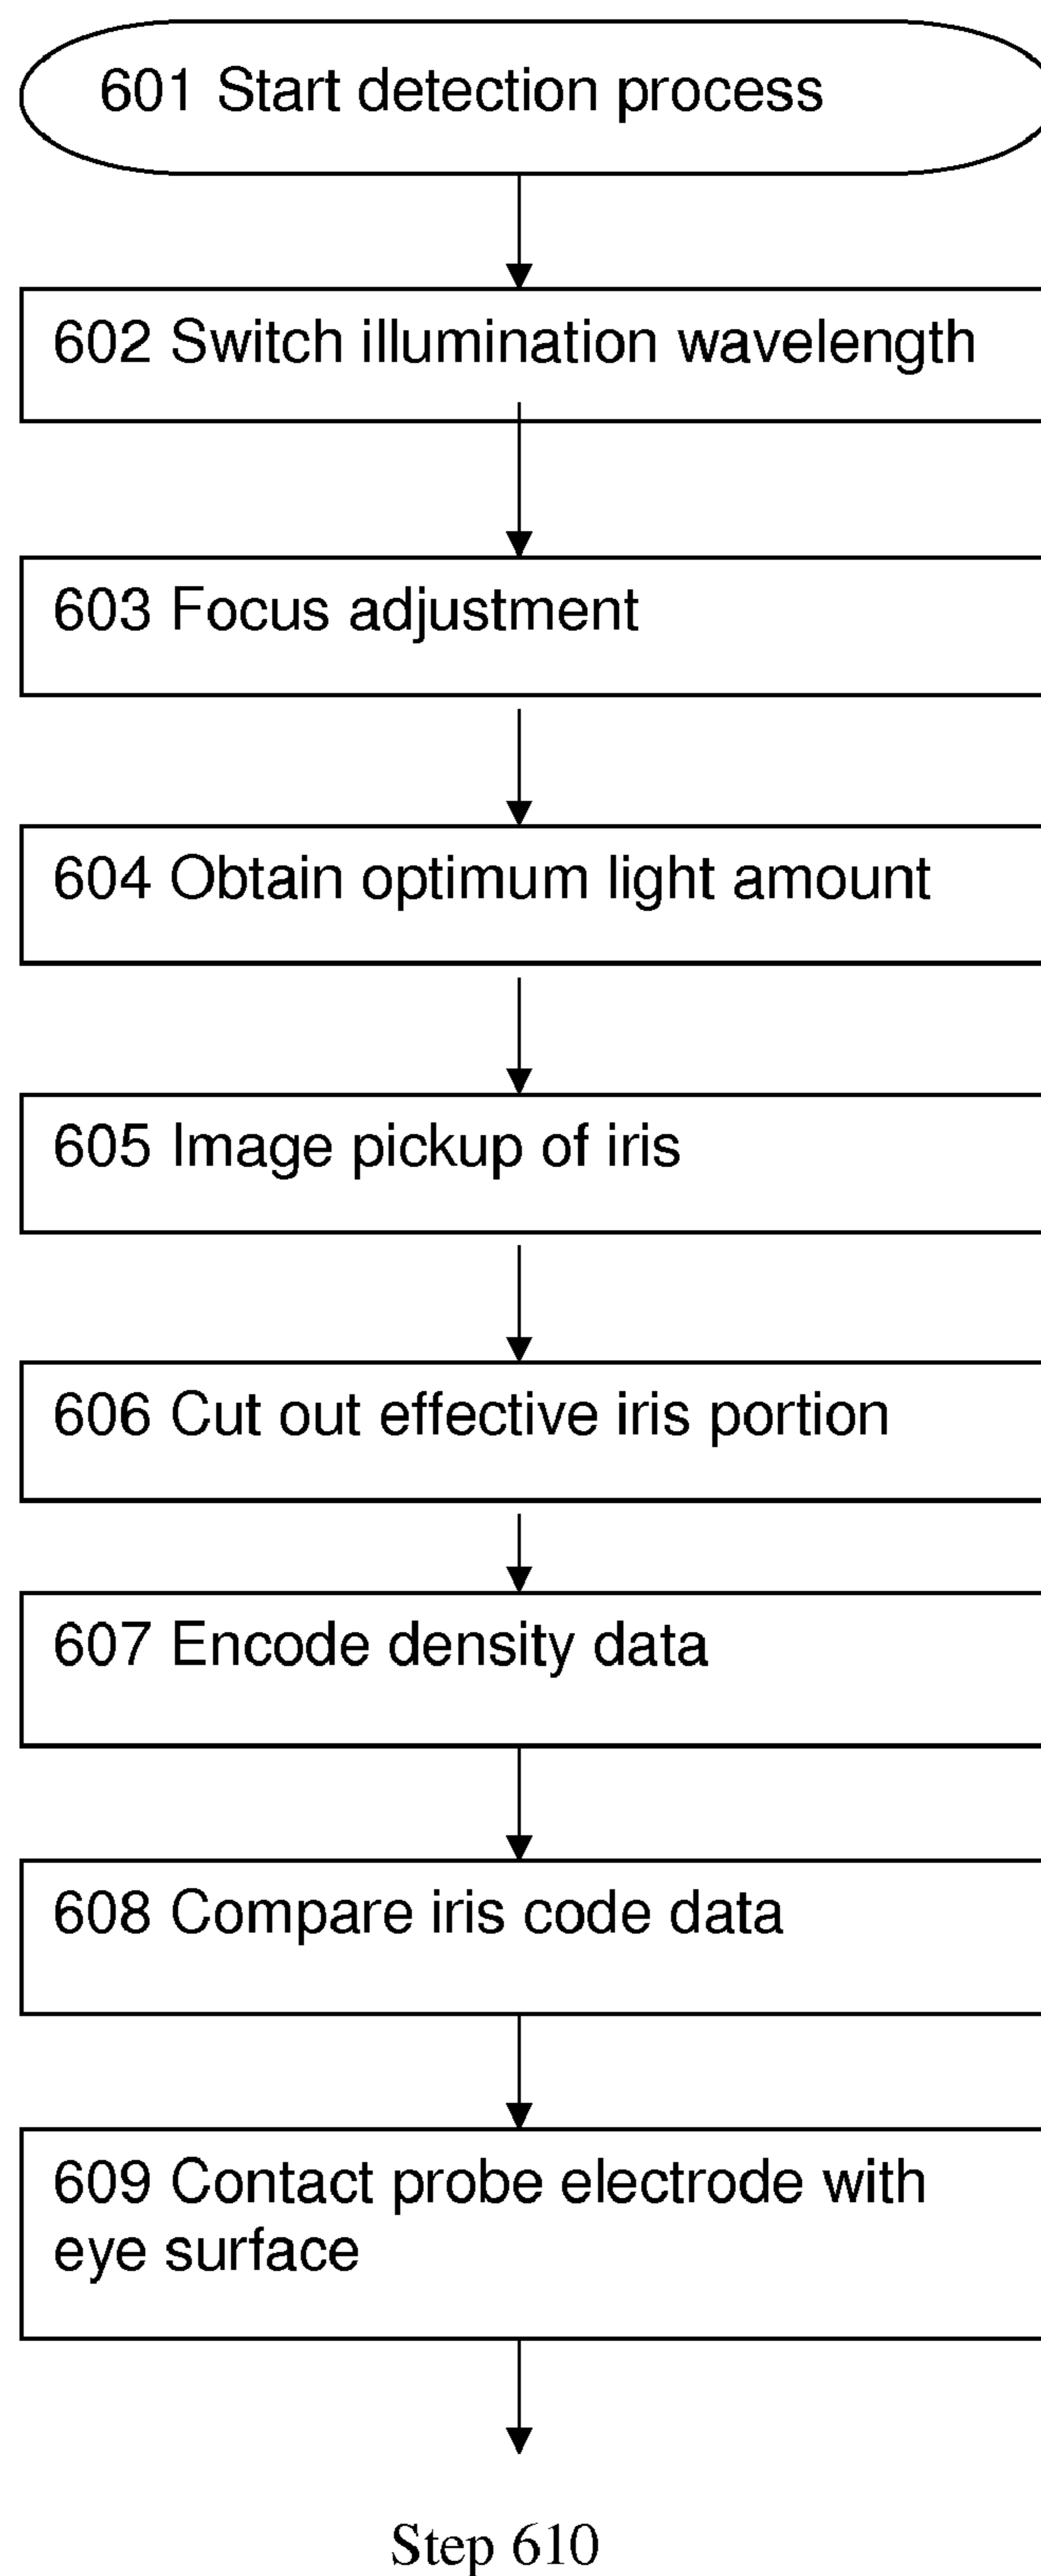 601 Start detection process
602 Switch illumination wavelength
603 Focus adjustment
604 Obtain optimum light amount
605 Image pickup of iris
606 Cut out effective iris portion
607 Encode density data
608 Compare iris code data
609 Contact probe electrode with
eye surface
Step 610